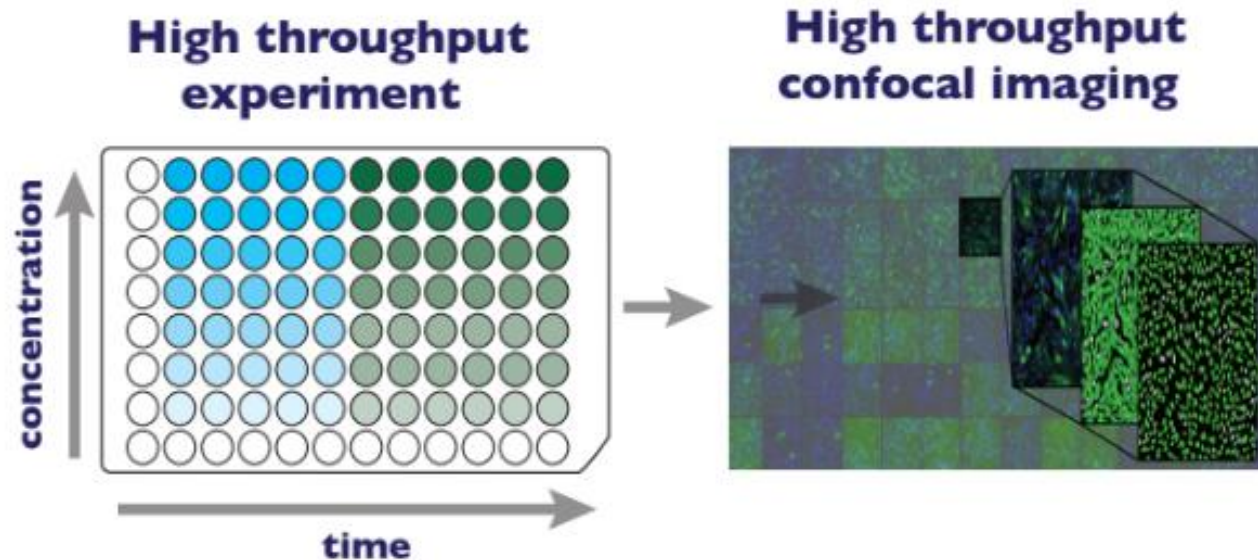 High throughput
experiment
High throughput
confocal imaging
concentration
time